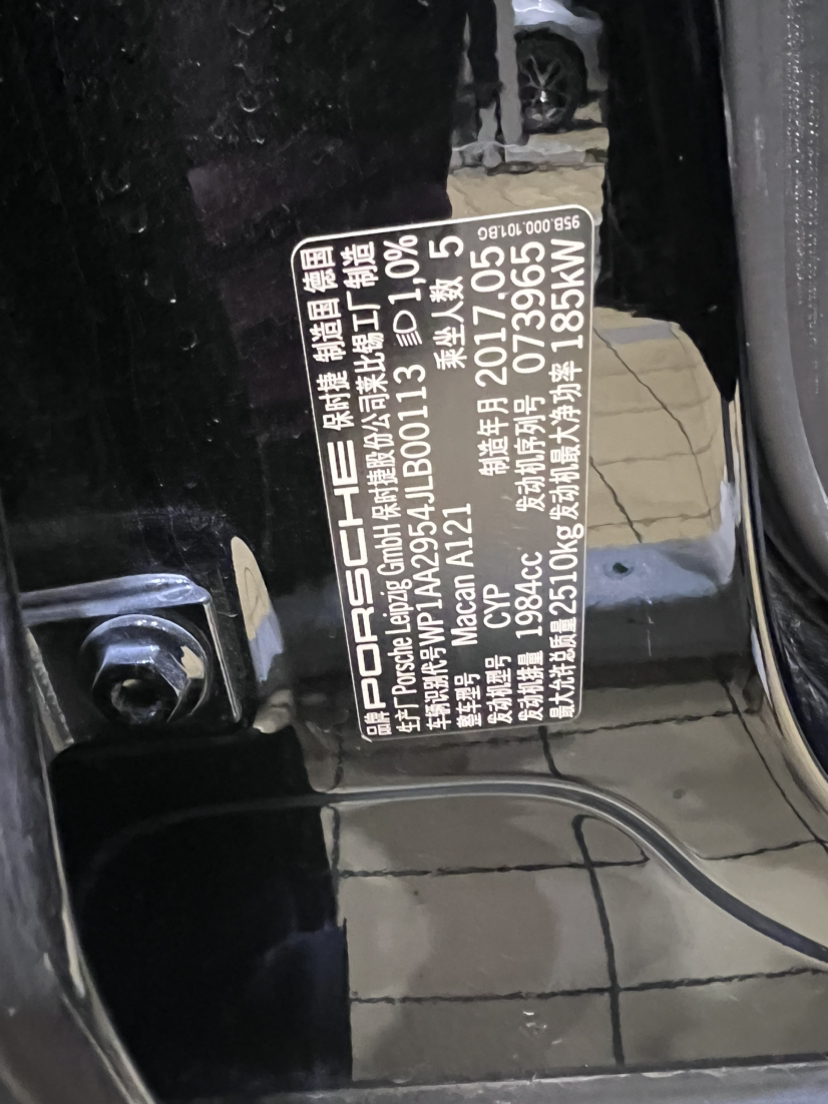 品牌 PORSCHE 保时捷 制造国 德国
生产厂 Porsche Leipzig GmbH 保时捷股份公司莱比锡工厂制造
车辆识别代号 WP1AA2954JLB00113 1,0%
整车型号 Macan A121 乘坐人数 5
发动机型号 CYP 制造年月 2017.05
发动机排量 1984cc 发动机序列号 073965
最大允许总质量 2510kg 发动机最大净功率 185kW
95B.000.101.BG